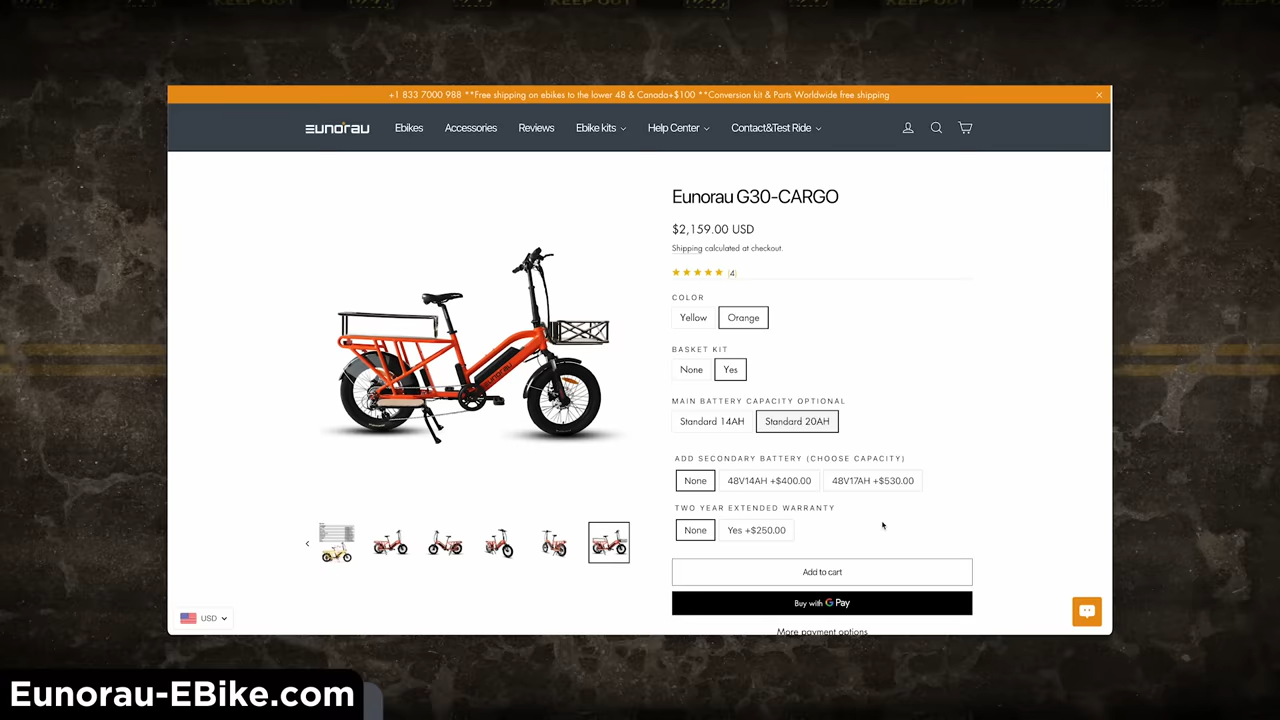 KEEP OUT
+1 833 7000 988 **Free shipping on ebikes to the lower 48 & Canada+$100 **Conversion kit & Parts Worldwide free shipping
eunorau Ebikes Accessories Reviews Ebike kits Help Center Contact&Test Ride
Eunorau G30-CARGO
$2,159.00 USD
Shipping calculated at checkout.
(4)
COLOR
Yellow Orange
BASKET KIT
None Yes
MAIN BATTERY CAPACITY OPTIONAL
Standard 14AH Standard 20AH
ADD SECONDARY BATTERY (CHOOSE CAPACITY)
None 48V14AH +$400.00 48V17AH +$530.00
TWO YEAR EXTENDED WARRANTY
None Yes +$250.00
Add to cart
Buy with G Pay
More payment options
USD
Eunorau-EBike.com